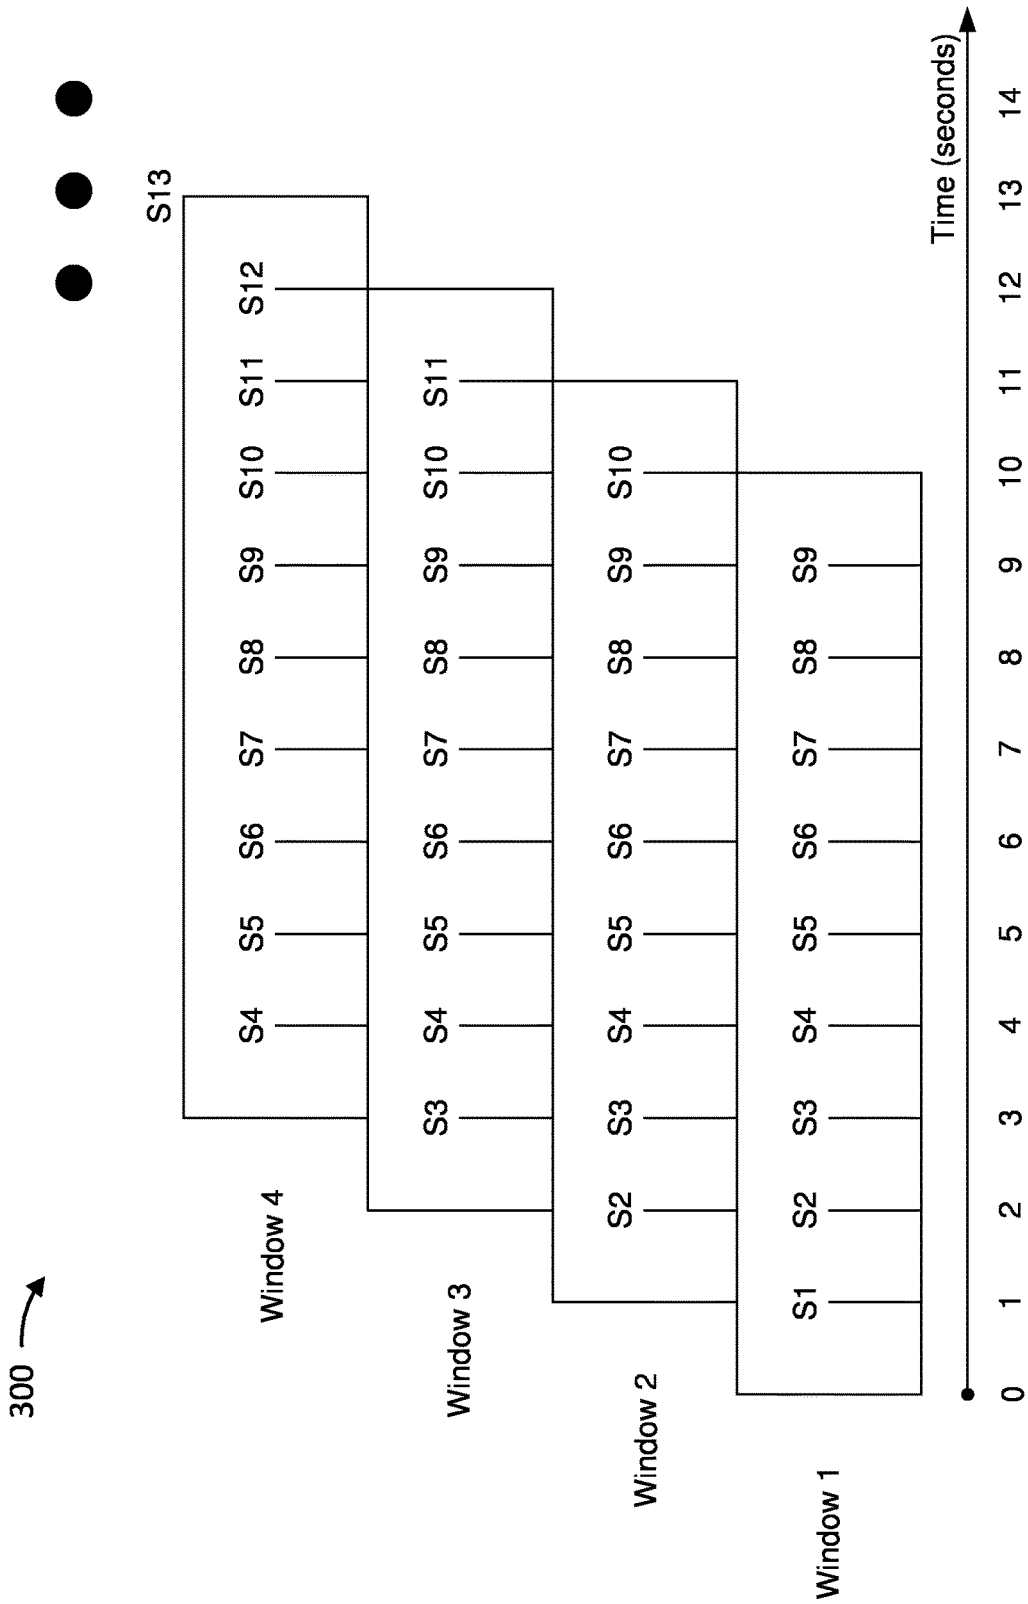 300
Window 4
S4 S5 S6 S7 S8 S9 S10 S11 S12 S13
Window 3
S3 S4 S5 S6 S7 S8 S9 S10 S11
Window 2
S2 S3 S4 S5 S6 S7 S8 S9 S10
Window 1
S1 S2 S3 S4 S5 S6 S7 S8 S9
Time (seconds)
0 1 2 3 4 5 6 7 8 9 10 11 12 13 14